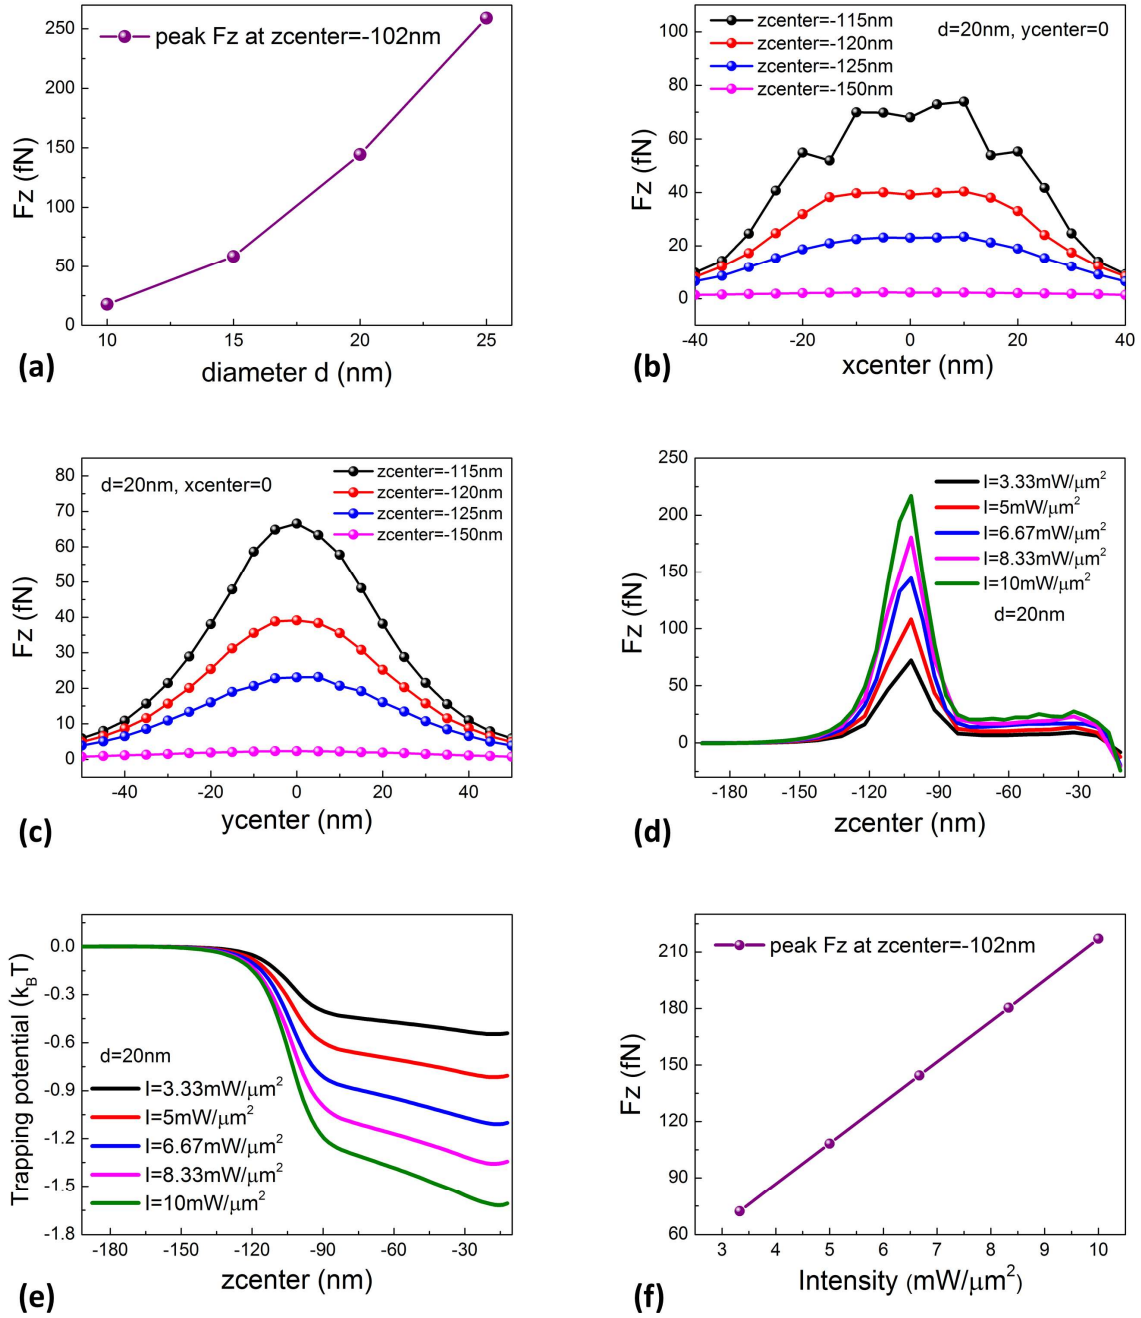 250
200
150
100
50
0
peak Fz at zcenter=-102nm
Fz (fN)
10 15 20 25
diameter d (nm)
(a)
100
80
60
40
20
0
zcenter=-115nm
zcenter=-120nm
zcenter=-125nm
zcenter=-150nm
d=20nm, ycenter=0
Fz (fN)
-40 -20 0 20 40
xcenter (nm)
(b)
80
70
60
50
40
30
20
10
0
d=20nm, xcenter=0
zcenter=-115nm
zcenter=-120nm
zcenter=-125nm
zcenter=-150nm
Fz (fN)
-40 -20 0 20 40
ycenter (nm)
(c)
250
200
150
100
50
0
I=3.33mW/μm²
I=5mW/μm²
I=6.67mW/μm²
I=8.33mW/μm²
I=10mW/μm²
d=20nm
Fz (fN)
-180 -150 -120 -90 -60 -30
zcenter (nm)
(d)
0.0
-0.3
-0.6
-0.9
-1.2
-1.5
-1.8
Trapping potential (k_BT)
d=20nm
I=3.33mW/μm²
I=5mW/μm²
I=6.67mW/μm²
I=8.33mW/μm²
I=10mW/μm²
-180 -150 -120 -90 -60 -30
zcenter (nm)
(e)
210
180
150
120
90
60
peak Fz at zcenter=-102nm
Fz (fN)
3 4 5 6 7 8 9 10
Intensity (mW/μm²)
(f)